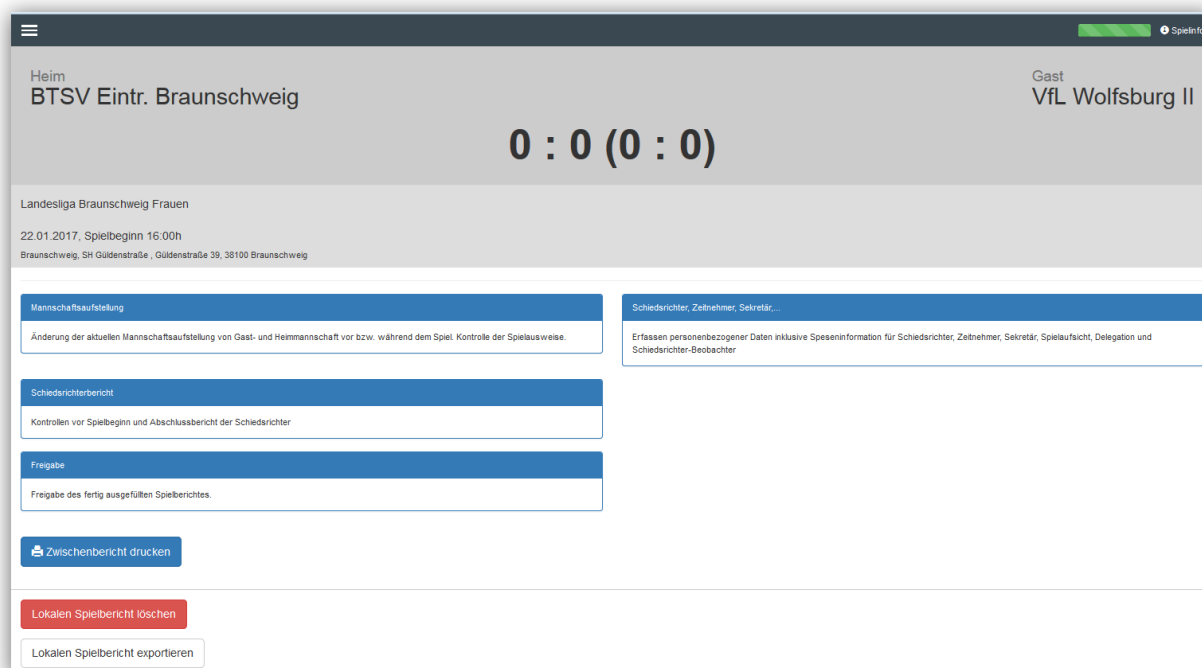 Spielinfo
Heim
BTSV Eintr. Braunschweig
Gast
VfL Wolfsburg II
0 : 0 (0 : 0)
Landesliga Braunschweig Frauen
22.01.2017, Spielbeginn 16:00h
Braunschweig, SH Güldenstraße , Güldenstraße 39, 38100 Braunschweig
Mannschaftsaufstellung
Änderung der aktuellen Mannschaftsaufstellung von Gast- und Heimmannschaft vor bzw. während dem Spiel. Kontrolle der Spielausweise.
Schiedsrichter, Zeitnehmer, Sekretär,...
Erfassen personenbezogener Daten inklusive Speseninformation für Schiedsrichter, Zeitnehmer, Sekretär, Spielaufsicht, Delegation und
Schiedsrichter-Beobachter
Schiedsrichterbericht
Kontrollen vor Spielbeginn und Abschlussbericht der Schiedsrichter
Freigabe
Freigabe des fertig ausgefüllten Spielberichtes.
Zwischenbericht drucken
Lokalen Spielbericht löschen
Lokalen Spielbericht exportieren